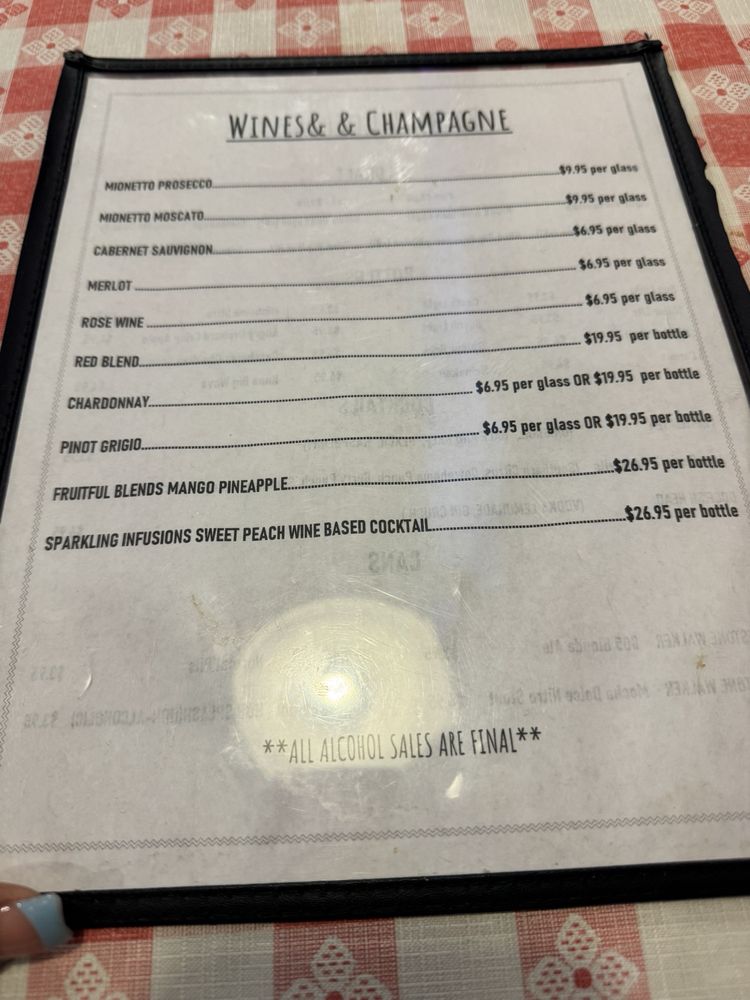 WINES& & CHAMPAGNE
MIONETTO PROSECCO........$9.95 per glass
MIONETTO MOSCATO........$9.95 per glass
CABERNET SAUVIGNON........$6.95 per glass
MERLOT........$6.95 per glass
ROSE WINE........$6.95 per glass
RED BLEND........$19.95 per bottle
CHARDONNAY........$6.95 per glass OR $19.95 per bottle
PINOT GRIGIO........$6.95 per glass OR $19.95 per bottle
FRUITFUL BLENDS MANGO PINEAPPLE........$26.95 per bottle
SPARKLING INFUSIONS SWEET PEACH WINE BASED COCKTAIL........$26.95 per bottle
**ALL ALCOHOL SALES ARE FINAL**